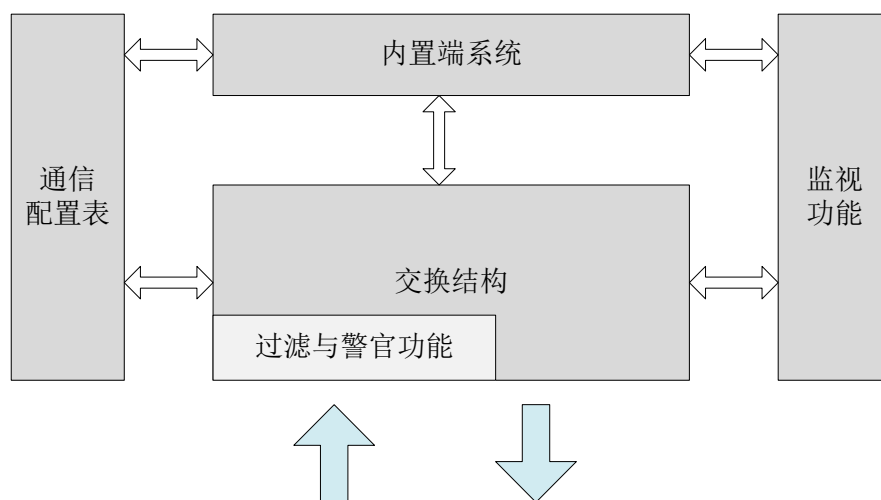 内置端系统
通信
配置表
监视
功能
交换结构
过滤与警官功能